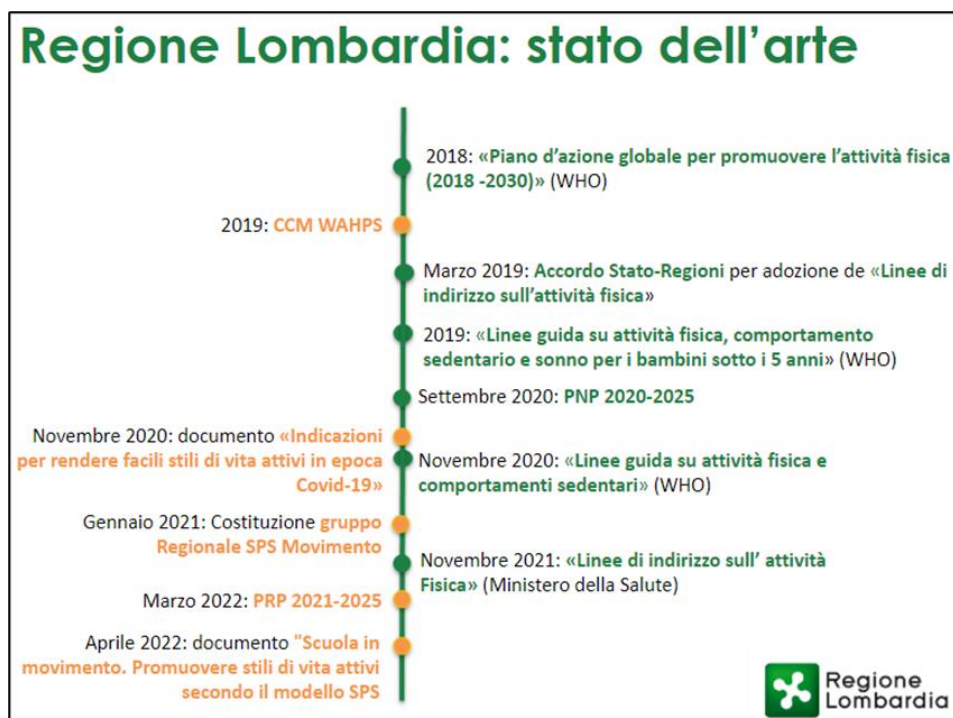 Regione Lombardia: stato dell'arte
2018: «Piano d'azione globale per promuovere l'attività fisica
(2018 -2030)» (WHO)
2019: CCM WAHPS
Marzo 2019: Accordo Stato-Regioni per adozione de «Linee di
indirizzo sull'attività fisica»
2019: «Linee guida su attività fisica, comportamento
sedentario e sonno per i bambini sotto i 5 anni» (WHO)
Settembre 2020: PNP 2020-2025
Novembre 2020: documento «Indicazioni
per rendere facili stili di vita attivi in epoca
Covid-19»
Novembre 2020: «Linee guida su attività fisica e
comportamenti sedentari» (WHO)
Gennaio 2021: Costituzione gruppo
Regionale SPS Movimento
Novembre 2021: «Linee di indirizzo sull' attività
Fisica» (Ministero della Salute)
Marzo 2022: PRP 2021-2025
Aprile 2022: documento "Scuola in
movimento. Promuovere stili di vita attivi
secondo il modello SPS
Regione
Lombardia